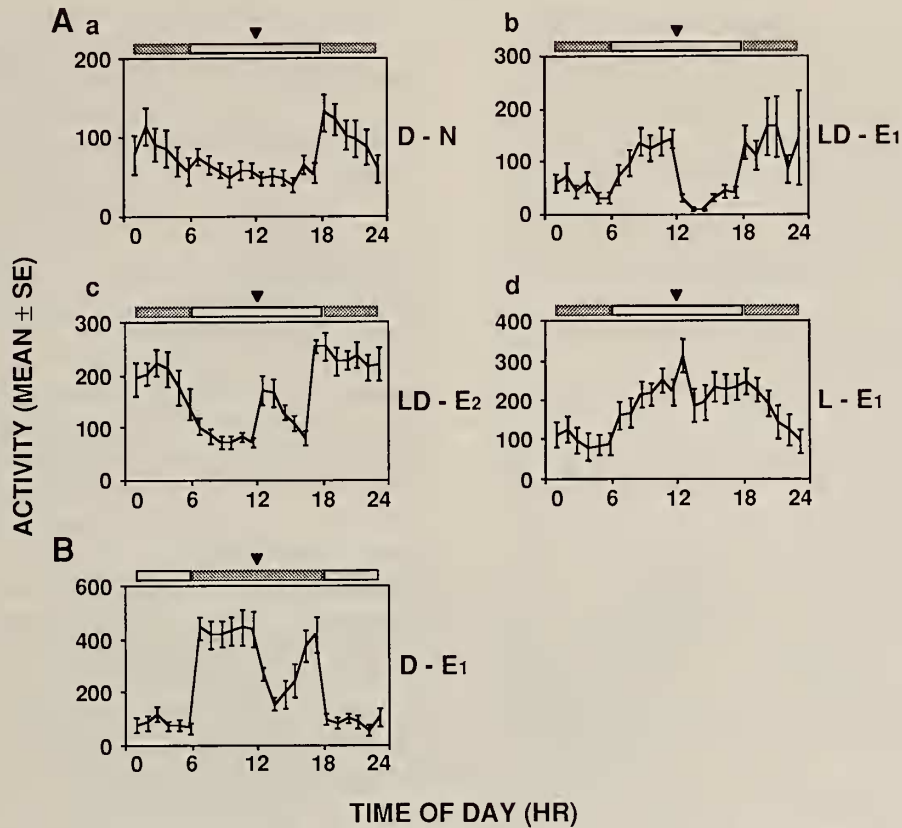 A a
200
100
0
0 6 12 18 24
D - N
b
300
200
100
0
0 6 12 18 24
LD - E1
c
300
200
100
0
0 6 12 18 24
LD - E2
d
400
300
200
100
0
0 6 12 18 24
L - E1
B
600
400
200
0
0 6 12 18 24
D - E1
ACTIVITY (MEAN ± SE)
TIME OF DAY (HR)